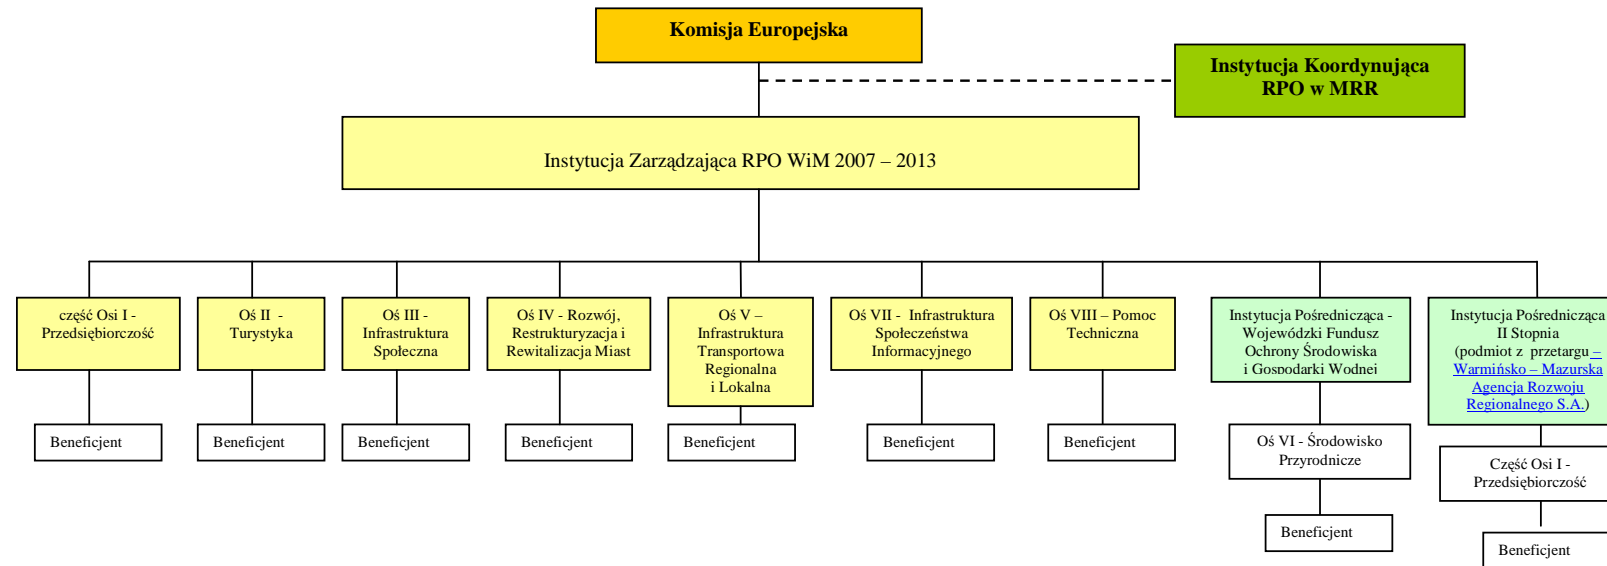 Komisja Europejska
Instytucja Koordynująca
RPO w MRR
Instytucja Zarządzająca RPO WiM 2007 – 2013
część Osi I -
Przedsiębiorczość
Oś II -
Turystyka
Oś III -
Infrastruktura
Społeczna
Oś IV - Rozwój,
Restrukturyzacja i
Rewitalizacja Miast
Oś V –
Infrastruktura
Transportowa
Regionalna
i Lokalna
Oś VII - Infrastruktura
Społeczeństwa
Informacyjnego
Oś VIII – Pomoc
Techniczna
Instytucja Pośrednicząca -
Wojewódzki Fundusz
Ochrony Środowiska
i Gospodarki Wodnej
Instytucja Pośrednicząca
II Stopnia
(podmiot z przetargu –
Warmińsko – Mazurska
Agencja Rozwoju
Regionalnego S.A.)
Beneficjent
Beneficjent
Beneficjent
Beneficjent
Beneficjent
Beneficjent
Beneficjent
Oś VI - Środowisko
Przyrodnicze
Część Osi I -
Przedsiębiorczość
Beneficjent
Beneficjent